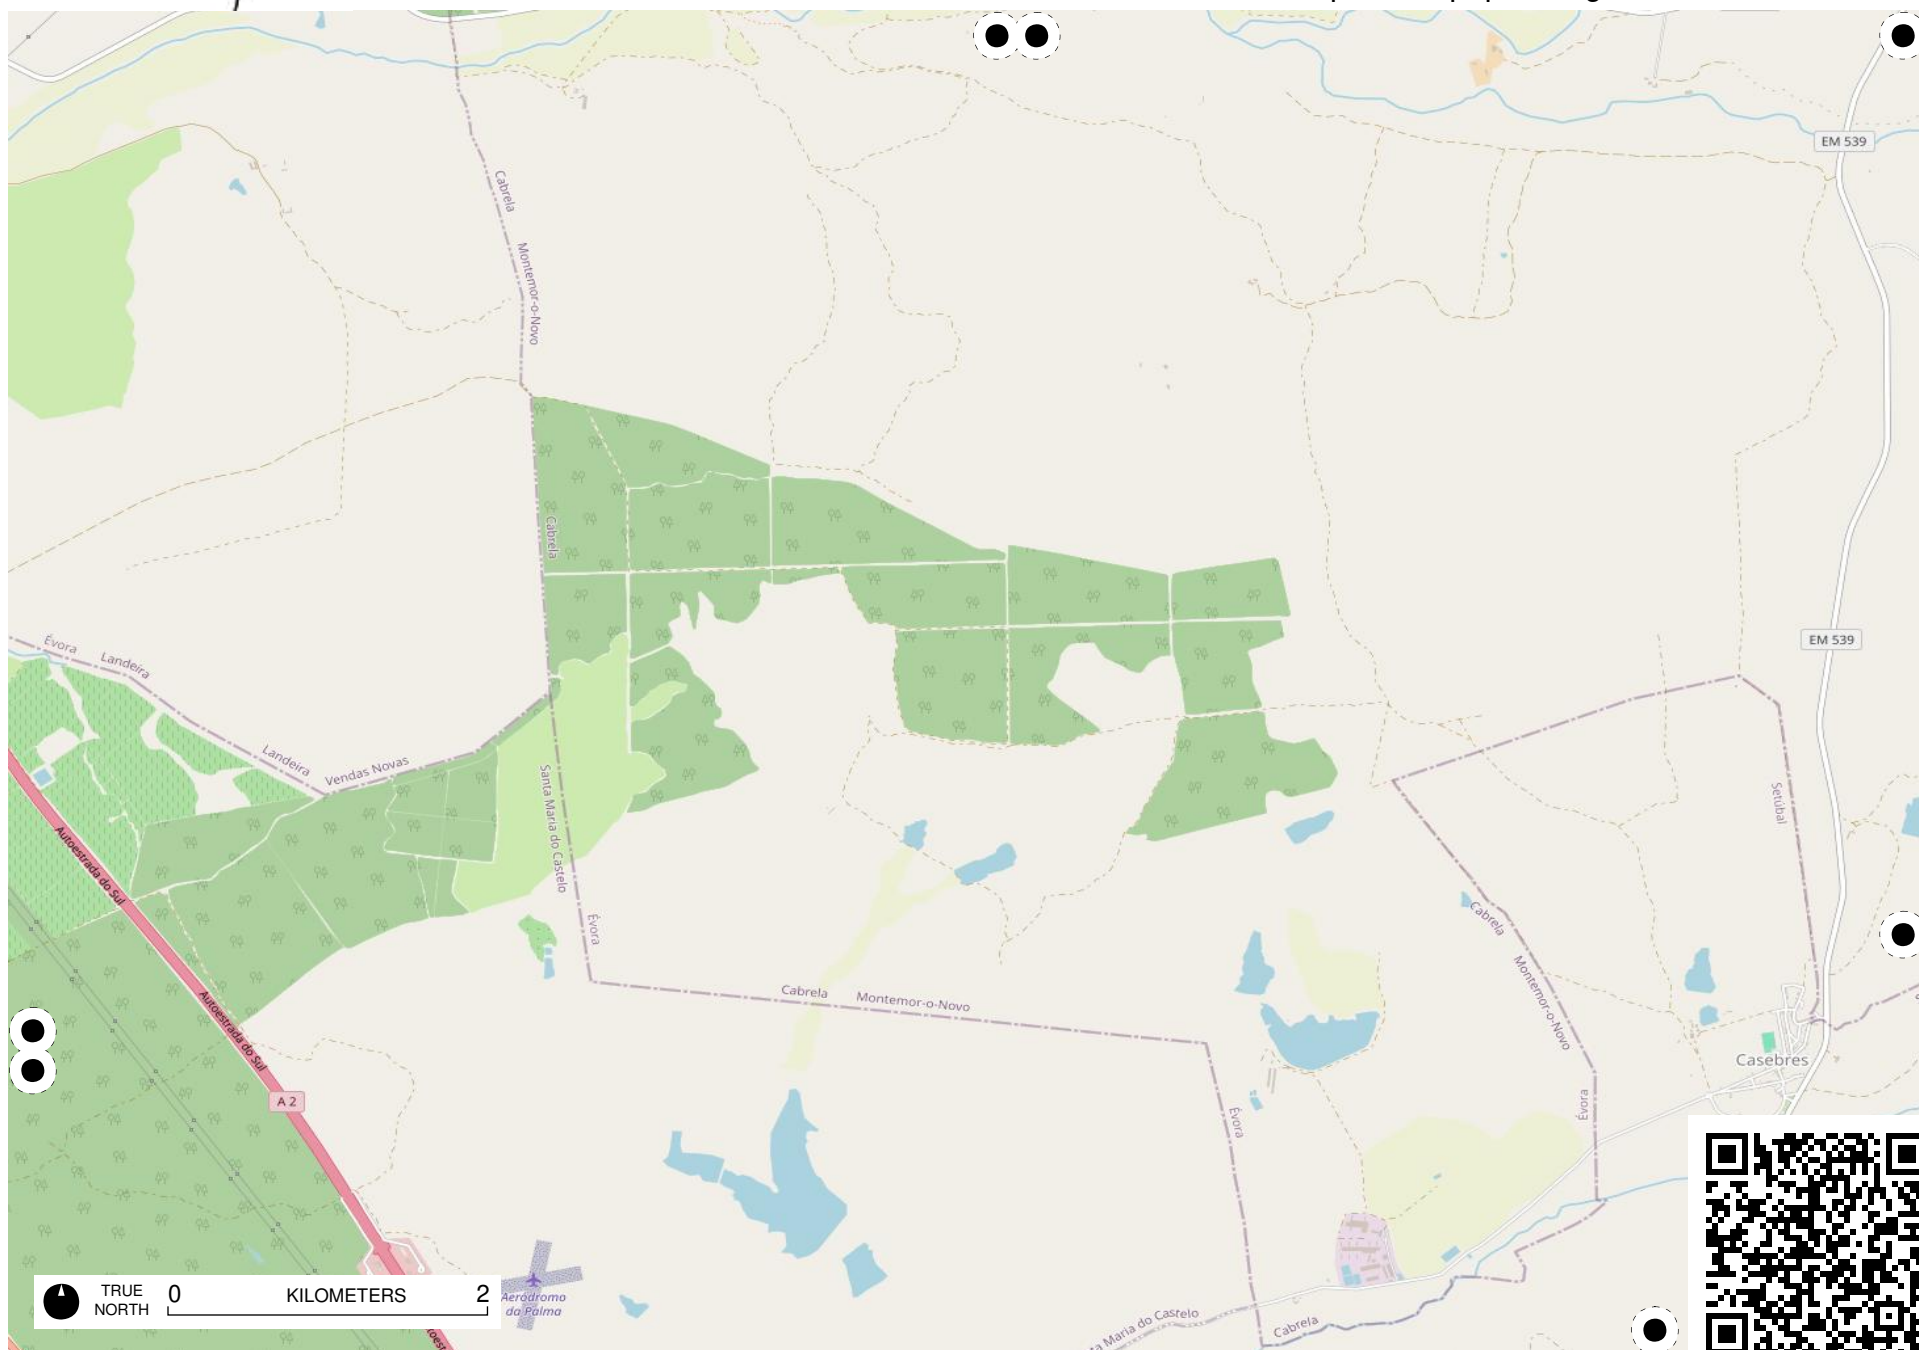 Cabrela
EM 539
Montemor-o-Novo
Cabrela
Évora
Landeira
EM 539
Landeira
Vendas Novas
Santa Maria do Castelo
Setúbal
Autoestrada do Sul
Évora
Cabrela
Cabrela
Montemor-o-Novo
Montemor-o-Novo
Autoestrada do Sul
Casebres
A 2
Évora
Évora
TRUE
NORTH
0
KILOMETERS
2
Aeródromo
da Palma
Maria do Castelo
Cabrela